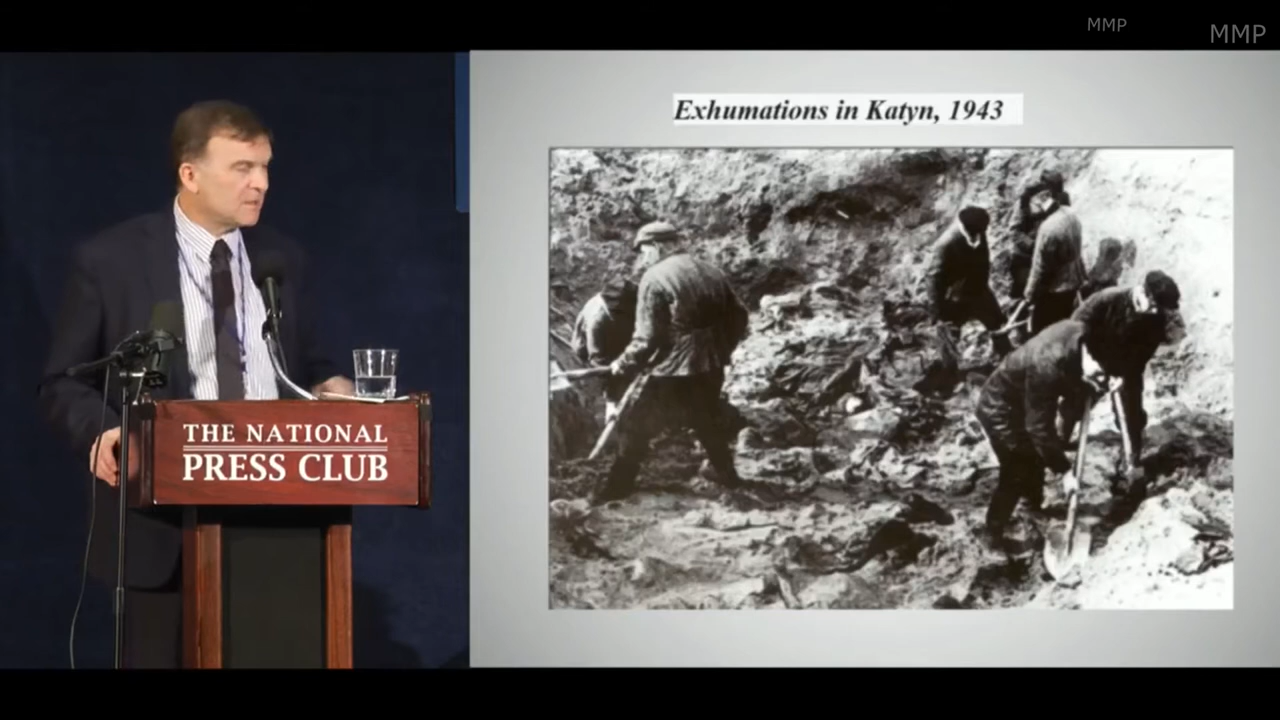 MMP
MMP
Exhumations in Katyn, 1943
THE NATIONAL
PRESS CLUB